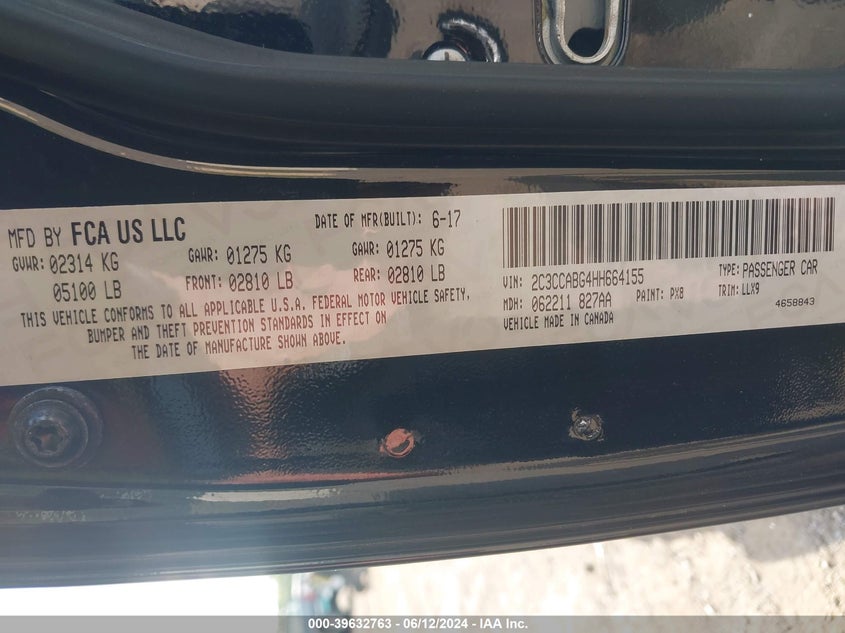 MFD BY FCA US LLC DATE OF MFR(BUILT): 6-17
GVWR: 02314 KG GAWR: 01275 KG GAWR: 01275 KG
05100 LB FRONT: 02810 LB REAR: 02810 LB
THIS VEHICLE CONFORMS TO ALL APPLICABLE U.S.A. FEDERAL MOTOR VEHICLE SAFETY,
BUMPER AND THEFT PREVENTION STANDARDS IN EFFECT ON
THE DATE OF MANUFACTURE SHOWN ABOVE.
VIN: 2C3CCABG4HH664155 TYPE: PASSENGER CAR
MDH: 062211 827AA PAINT: PX8 TRIM: LLX9
VEHICLE MADE IN CANADA 4658843
000-39632763 - 06/12/2024 - IAA Inc.